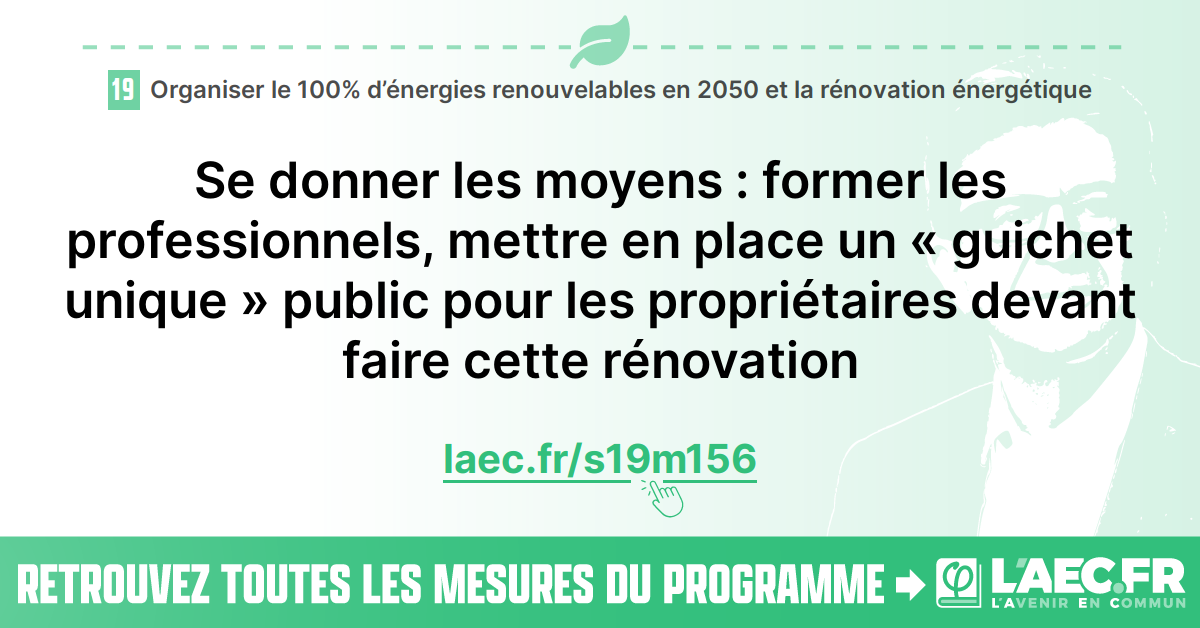 19 Organiser le 100% d’énergies renouvelables en 2050 et la rénovation énergétique
Se donner les moyens : former les
professionnels, mettre en place un « guichet
unique » public pour les propriétaires devant
faire cette rénovation
laec.fr/s19m156
RETROUVEZ TOUTES LES MESURES DU PROGRAMME
φ L'AEC.FR
L'AVENIR EN COMMUN